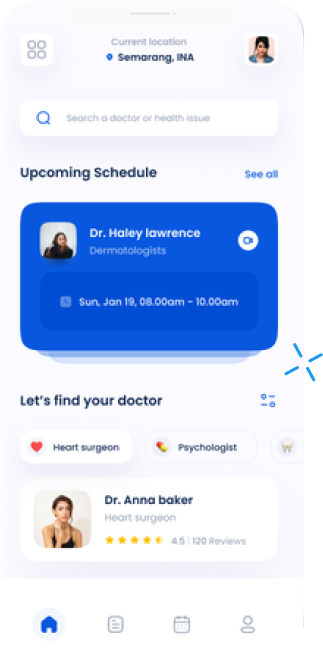 Current location
Semarang, INA
Search a doctor or health issue
Upcoming Schedule
See all
Dr. Haley lawrence
Dermatologists
Sun, Jan 19, 08.00am - 10.00am
Let's find your doctor
Heart surgeon
Psychologist
Dr. Anna baker
Heart surgeon
4.5 | 120 Reviews